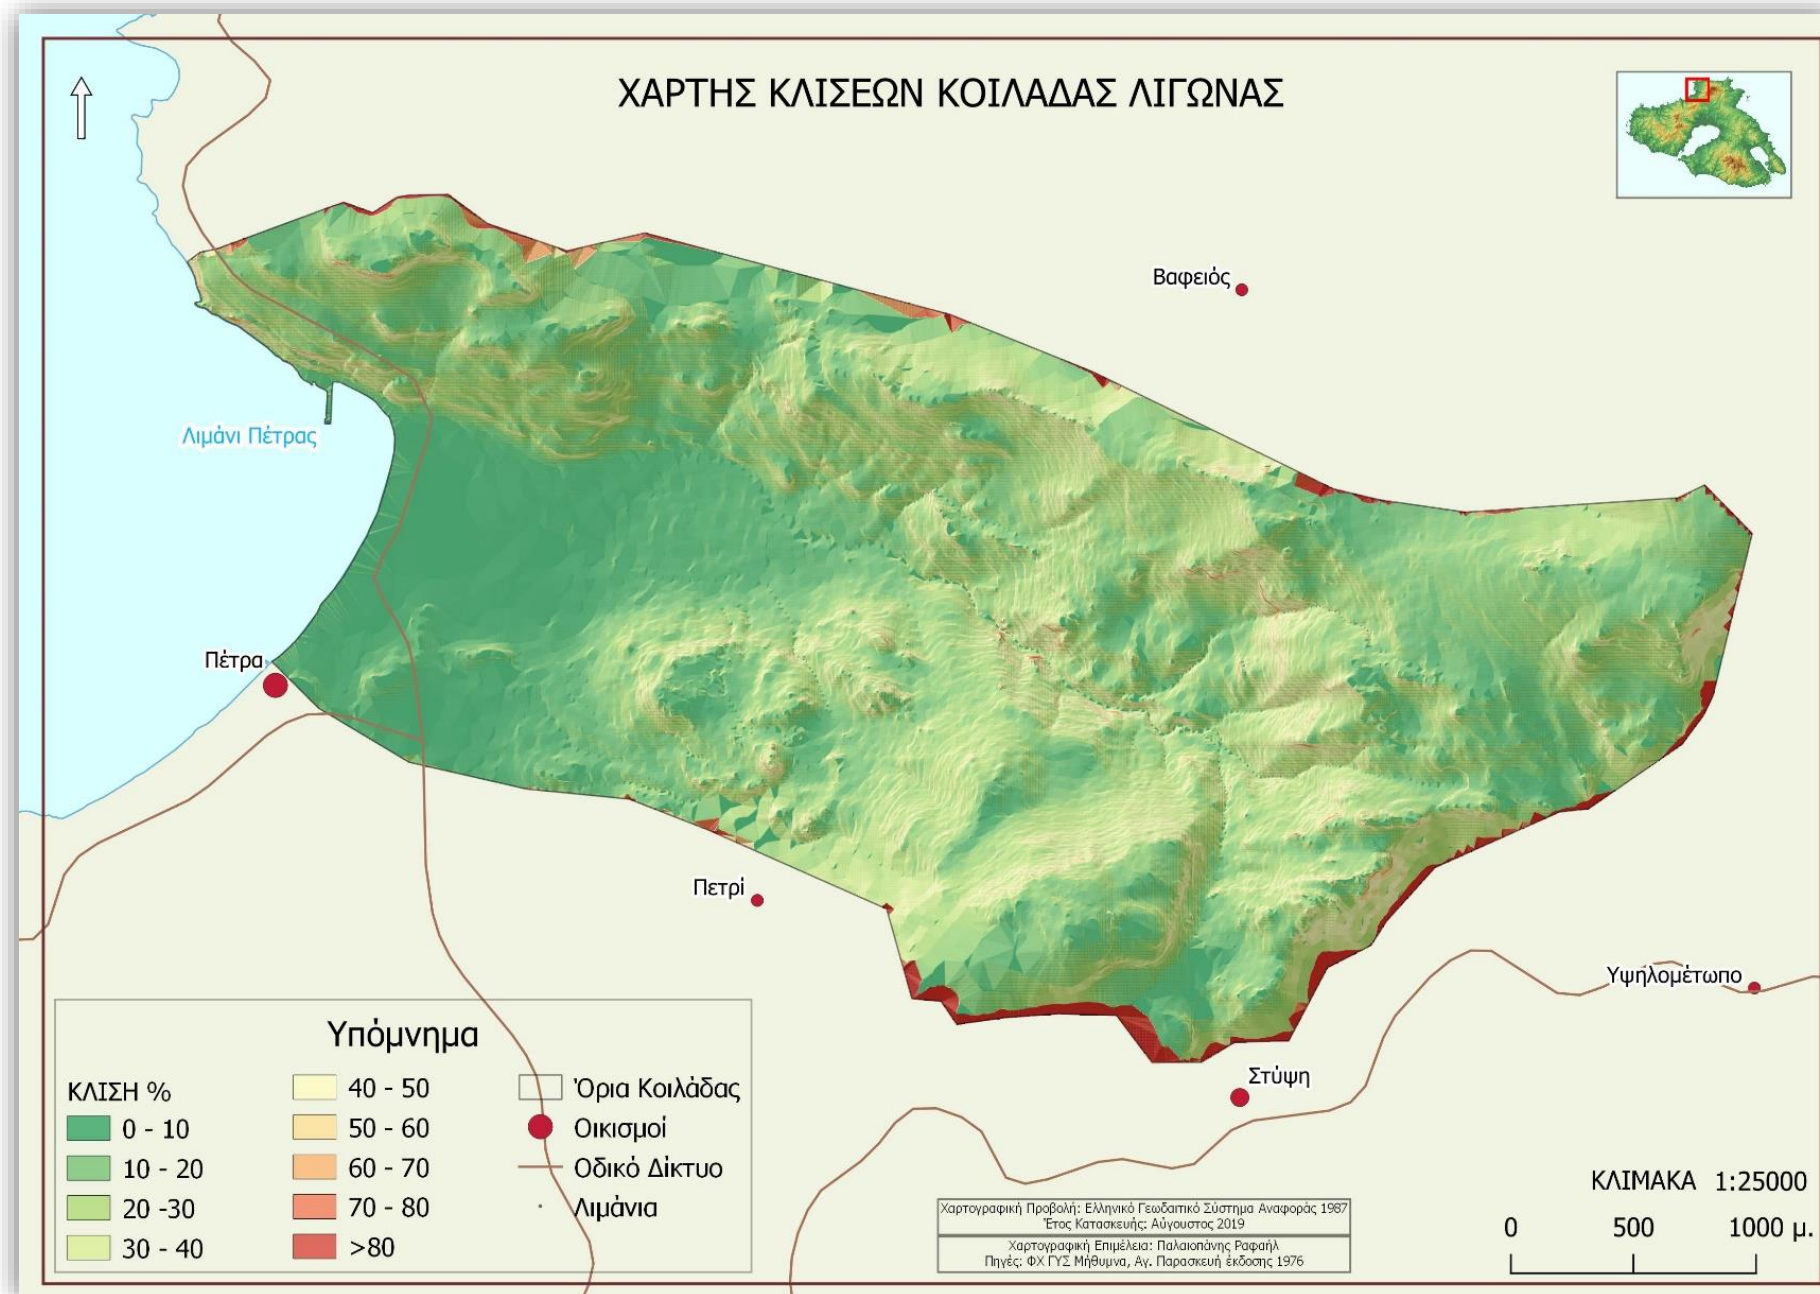 ΧΑΡΤΗΣ ΚΛΙΣΕΩΝ ΚΟΙΛΑΔΑΣ ΛΙΓΩΝΑΣ
Βαφειός
Λιμάνι Πέτρας
Πέτρα
Πετρί
Υψηλομέτωπο
Στύψη
Υπόμνημα
ΚΛΙΣΗ %
0 - 10
10 - 20
20 -30
30 - 40
40 - 50
50 - 60
60 - 70
70 - 80
>80
Όρια Κοιλάδας
Οικισμοί
Οδικό Δίκτυο
Λιμάνια
Χαρτογραφική Προβολή: Ελληνικό Γεωδαιτικό Σύστημα Αναφοράς 1987
Έτος Κατασκευής: Αύγουστος 2019
Χαρτογραφική Επιμέλεια: Παλαιοπάνης Ραφαήλ
Πηγές: ΦΧ ΓΥΣ Μήθυμνα, Αγ. Παρασκευή έκδοσης 1976
ΚΛΙΜΑΚΑ 1:25000
0 500 1000 μ.